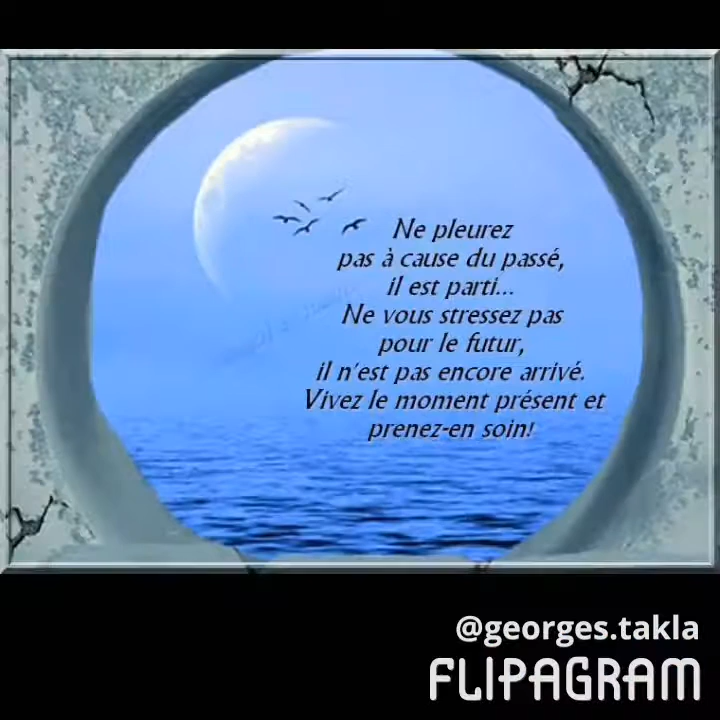 Ne pleurez
pas à cause du passé,
il est parti...
Ne vous stressez pas
pour le futur,
il n'est pas encore arrivé.
Vivez le moment présent et
prenez-en soin!
@georges.takla
FLIPAGRAM